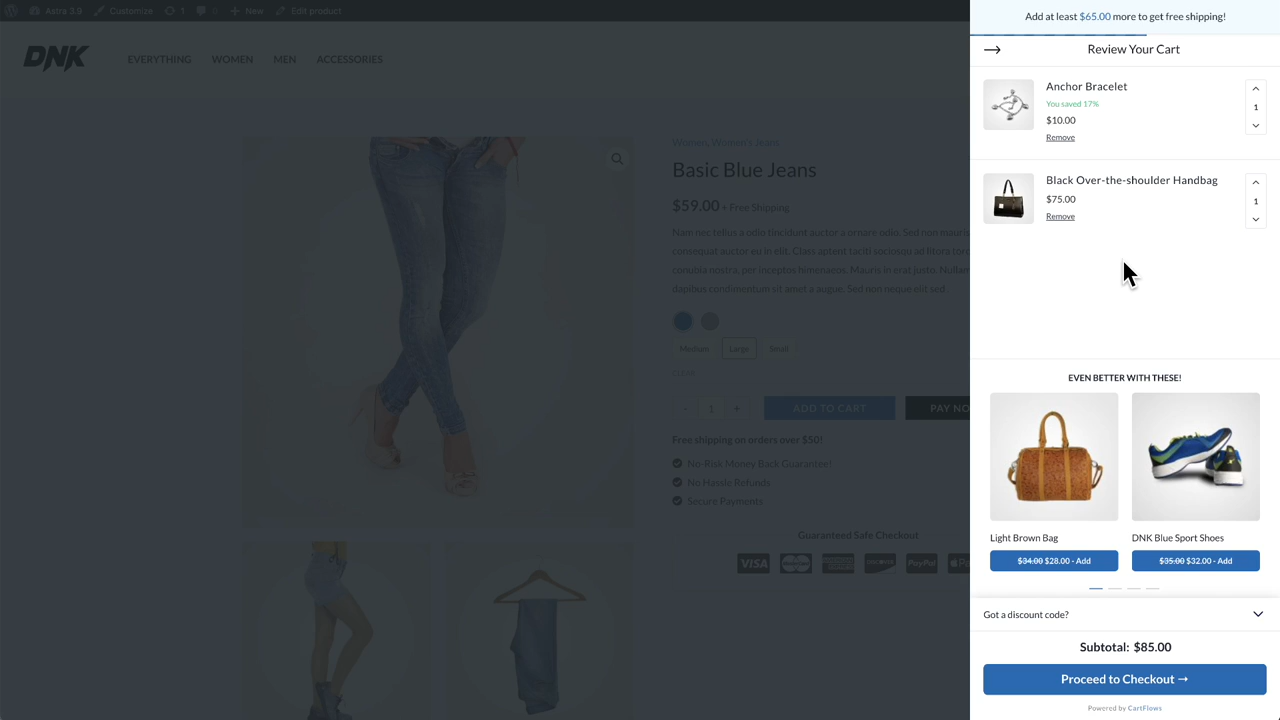 Astra 3.9 Customize 1 0 New Edit product
DNK EVERYTHING WOMEN MEN ACCESSORIES
Women, Women's Jeans
Basic Blue Jeans
$59.00 + Free Shipping
Nam nec tellus a odio tincidunt auctor a ornare odio. Sed non mauris
consequat auctor eu in elit. Class aptent taciti sociosqu ad litora torq
conubia nostra, per inceptos himenaeos. Mauris in erat justo. Nullam
dapibus condimentum sit amet a augue. Sed non neque elit sed.
Medium Large Small
CLEAR
- 1 + ADD TO CART PAY NO
Free shipping on orders over $50!
No-Risk Money Back Guarantee!
No Hassle Refunds
Secure Payments
Guaranteed Safe Checkout
VISA MasterCard AMERICAN EXPRESS DISCOVER PayPal Pa
Add at least $65.00 more to get free shipping!
→ Review Your Cart
Anchor Bracelet
You saved 17%
$10.00
1
Remove
Black Over-the-shoulder Handbag
$75.00
1
Remove
EVEN BETTER WITH THESE!
Light Brown Bag DNK Blue Sport Shoes
$34.00 $28.00 - Add $35.00 $32.00 - Add
Got a discount code?
Subtotal: $85.00
Proceed to Checkout →
Powered by CartFlows